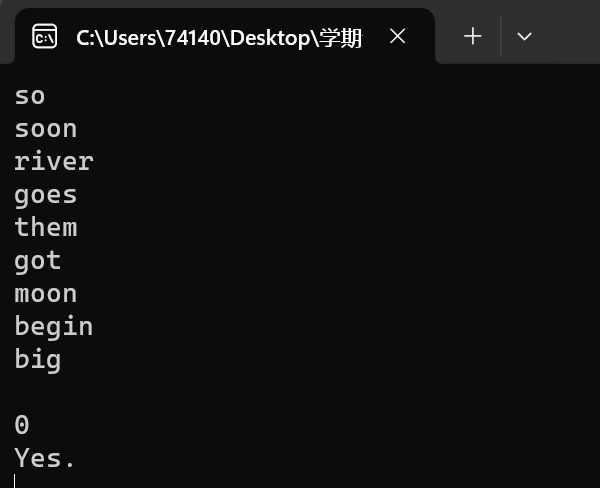 C:\Users\74140\Desktop\学期
so
soon
river
goes
them
got
moon
begin
big
0
Yes.